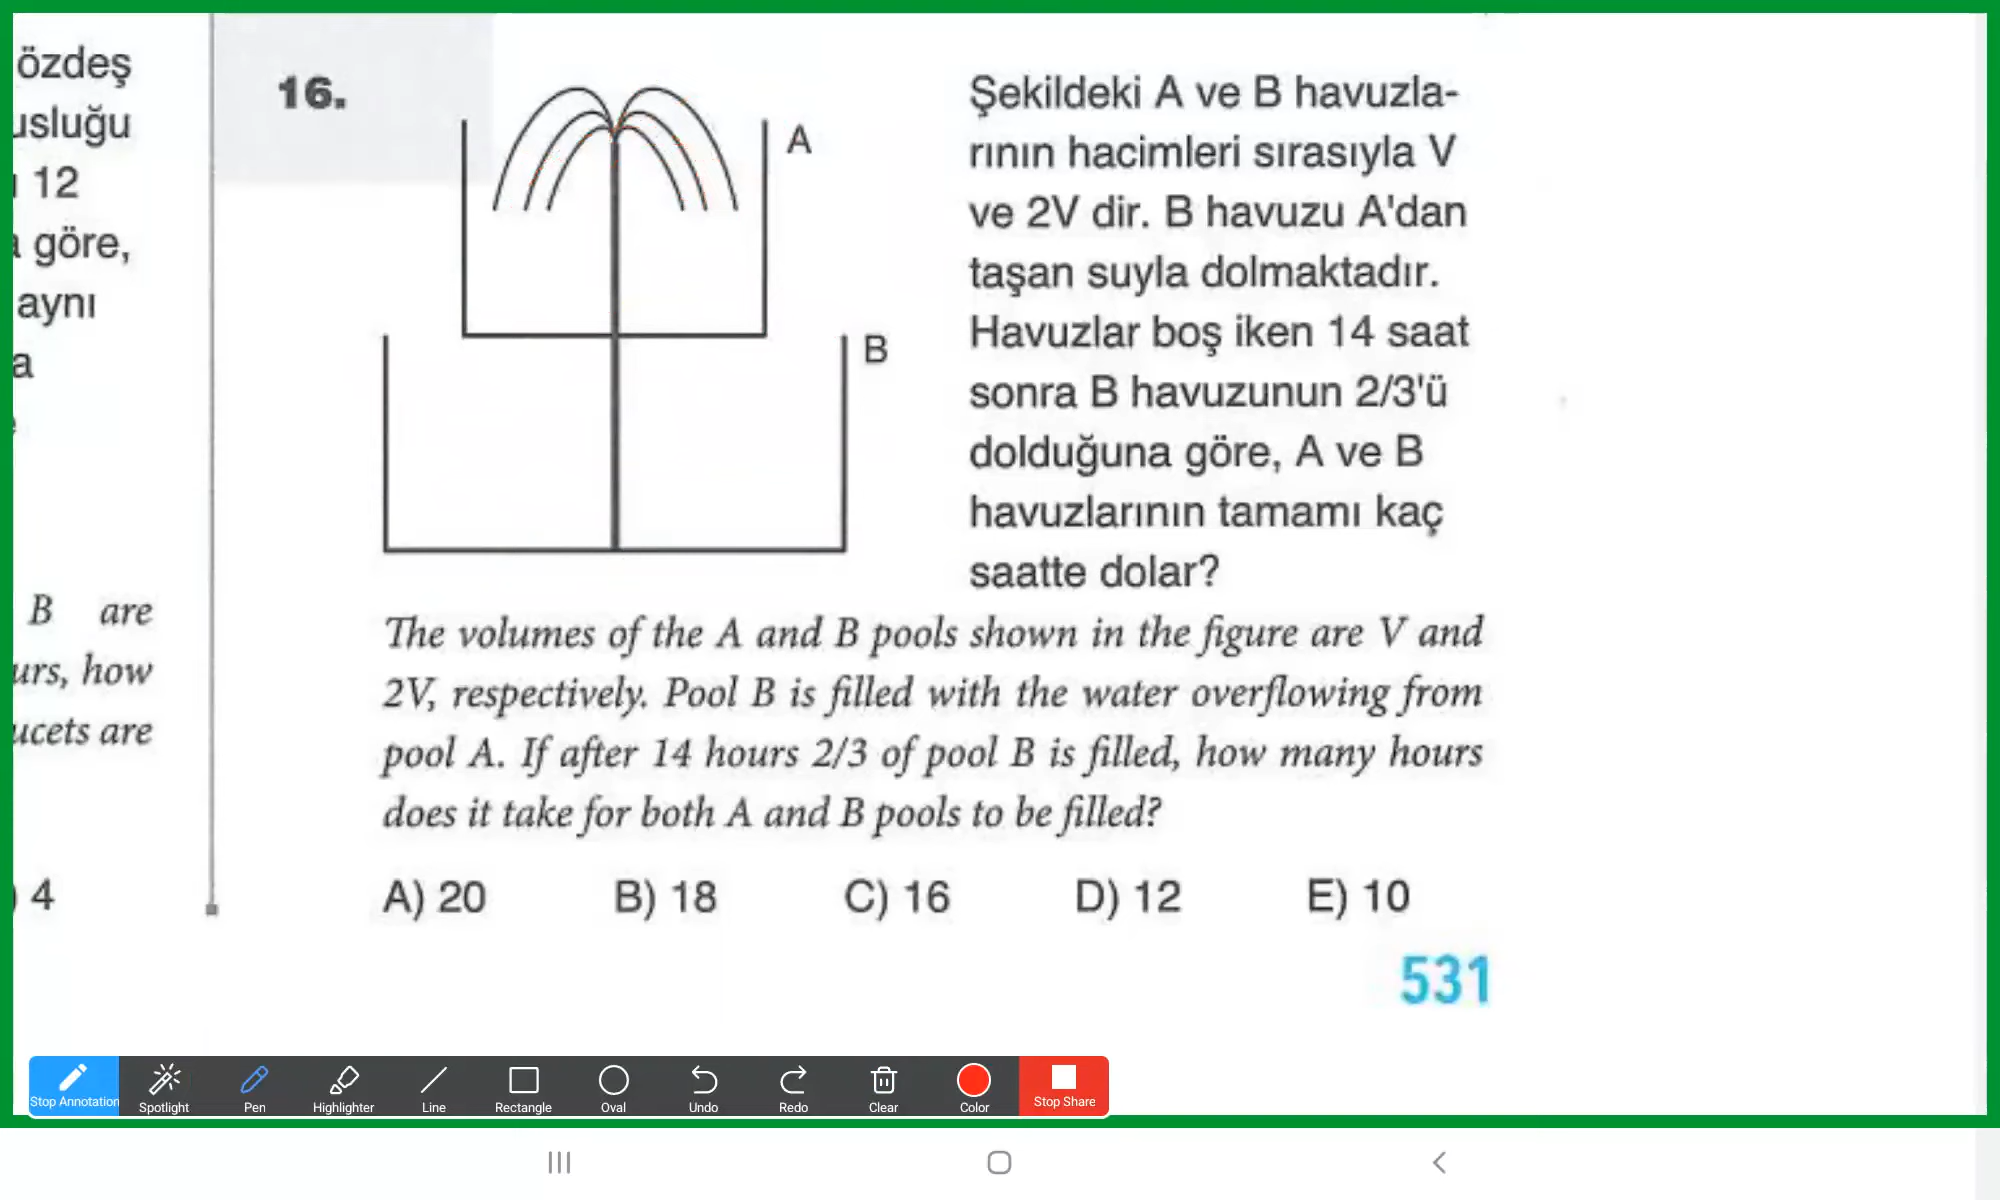 özdeş
usluğu
12
göre,
aynı
a
B are
urs, how
ucets are
) 4
16.
A
B
Şekildeki A ve B havuzla-
rının hacimleri sırasıyla V
ve 2V dir. B havuzu A'dan
taşan suyla dolmaktadır.
Havuzlar boş iken 14 saat
sonra B havuzunun 2/3'ü
dolduğuna göre, A ve B
havuzlarının tamamı kaç
saatte dolar?
The volumes of the A and B pools shown in the figure are V and
2V, respectively. Pool B is filled with the water overflowing from
pool A. If after 14 hours 2/3 of pool B is filled, how many hours
does it take for both A and B pools to be filled?
A) 20 B) 18 C) 16 D) 12 E) 10
531
Stop Annotation Spotlight Pen Highlighter Line Rectangle Oval Undo Redo Clear Color Stop Share